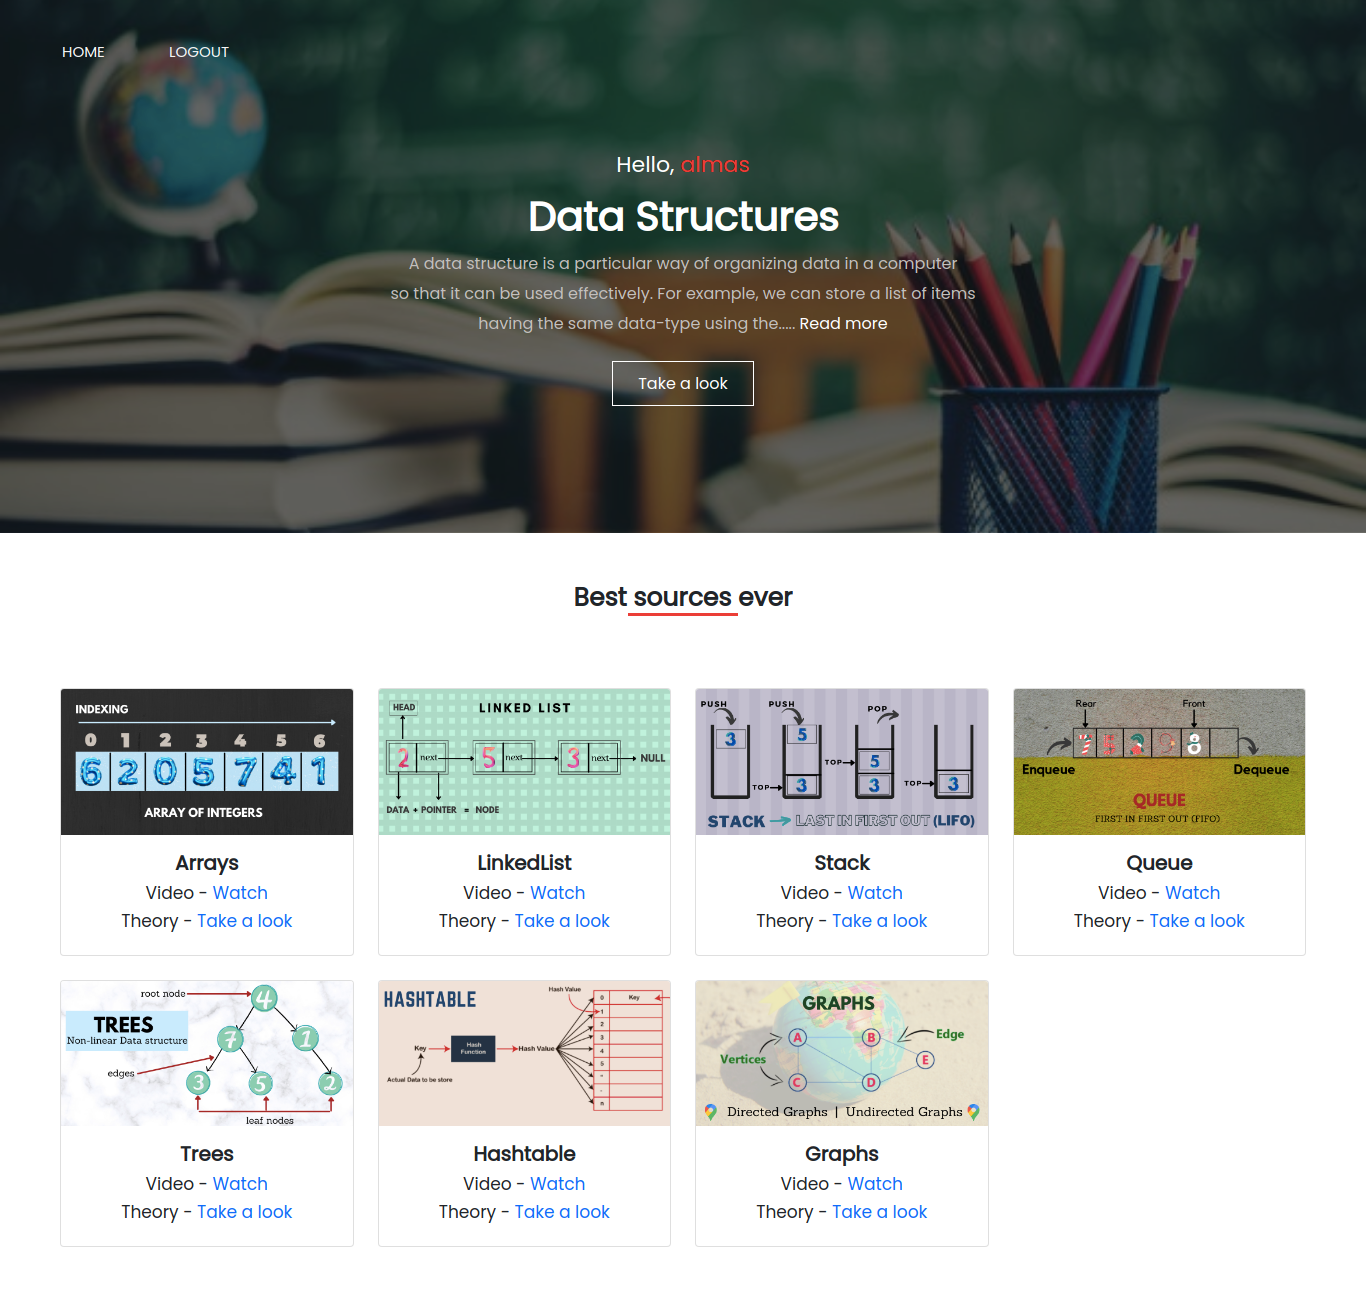 HOME LOGOUT
Hello, almas
Data Structures
A data structure is a particular way of organizing data in a computer
so that it can be used effectively. For example, we can store a list of items
having the same data-type using the..... Read more
Take a look
Best sources ever
INDEXING
0 1 2 3 4 5 6
6 2 0 5 7 4 1
ARRAY OF INTEGERS
Arrays
Video - Watch
Theory - Take a look
HEAD
LINKED LIST
2 next 5 next 3 next NULL
DATA + POINTER = NODE
LinkedList
Video - Watch
Theory - Take a look
PUSH PUSH POP
3 5
TOP 5
TOP 3 3 TOP 3
STACK LAST IN FIRST OUT (LIFO)
Stack
Video - Watch
Theory - Take a look
Rear Front
8
Enqueue Dequeue
QUEUE
FIRST IN FIRST OUT (FIFO)
Queue
Video - Watch
Theory - Take a look
root node 4
TREES
Non-linear Data structure
7 1
edges
3 5 2
leaf nodes
Trees
Video - Watch
Theory - Take a look
HASHTABLE
Hash Value
0 Key
1
2
3
4
5
n
Key Hash Function Hash Value
Actual Data to be store
Hashtable
Video - Watch
Theory - Take a look
GRAPHS
A B Edge
Vertices E
C D
Directed Graphs | Undirected Graphs
Graphs
Video - Watch
Theory - Take a look